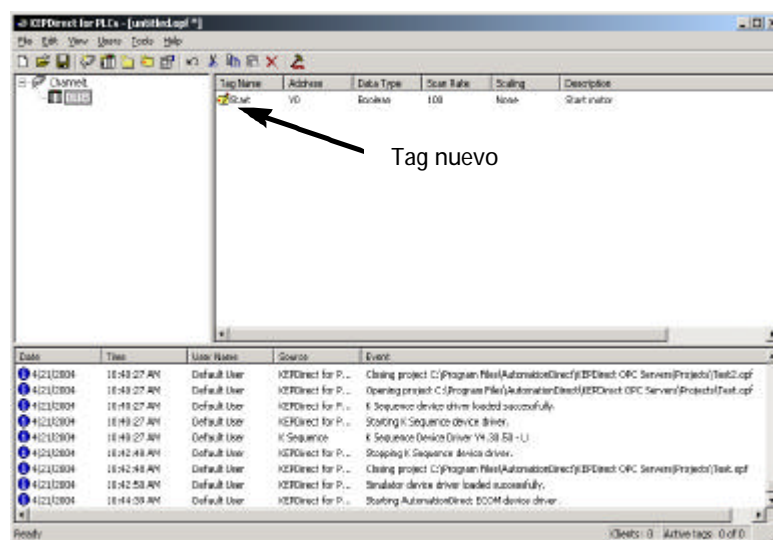 KEPDirect for PLCs - [untitled.opf *]
File Edit View Users Tools Help
Channel1
Tag Name Address Data Type Scan Rate Scaling Description
Start Y0 Boolean 100 None Start motor
Tag nuevo
Date Time User Name Source Event
4/21/2004 10:40:27 AM Default User KEPDirect for P... Closing project C:\Program Files\AutomationDirect\KEPDirect OPC Servers\Projects\Test2.opf
4/21/2004 10:40:27 AM Default User KEPDirect for P... Opening project C:\Program Files\AutomationDirect\KEPDirect OPC Servers\Projects\Test.opf
4/21/2004 10:40:27 AM Default User KEPDirect for P... K Sequence device driver loaded successfully.
4/21/2004 10:40:27 AM Default User KEPDirect for P... Starting K Sequence device driver.
4/21/2004 10:40:27 AM Default User K Sequence K Sequence Device Driver V4.30.50 - U
4/21/2004 10:42:48 AM Default User KEPDirect for P... Stopping K Sequence device driver.
4/21/2004 10:42:48 AM Default User KEPDirect for P... Closing project C:\Program Files\AutomationDirect\KEPDirect OPC Servers\Projects\Test.opf
4/21/2004 10:42:50 AM Default User KEPDirect for P... Simulator device driver loaded successfully.
4/21/2004 10:44:39 AM Default User KEPDirect for P... Starting AutomationDirect ECOM device driver.
Ready Clients: 0 Active tags: 0 of 0